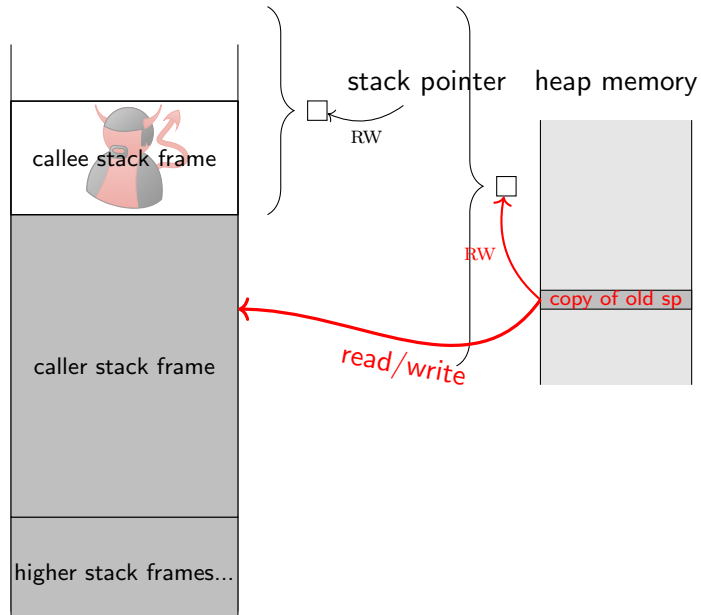 stack pointer
heap memory
RW
callee stack frame
RW
copy of old sp
read/write
caller stack frame
higher stack frames...